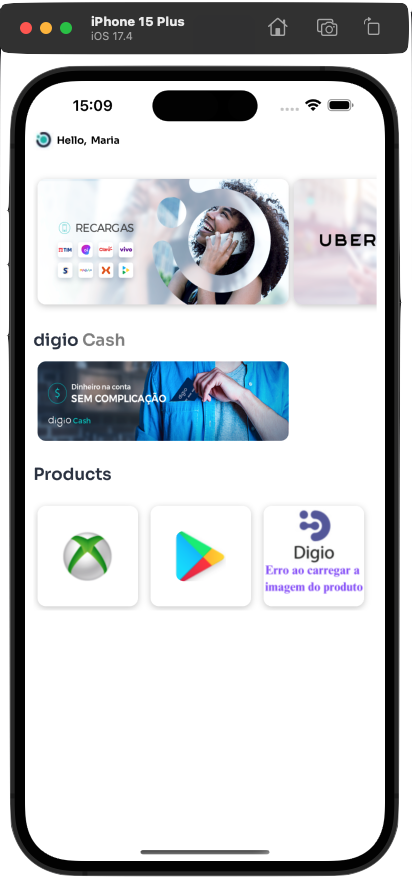 iPhone 15 Plus
iOS 17.4
15:09
Hello, Maria
RECARGAS
TIM
Claro
vivo
UBER
digio Cash
Dinheiro na conta
SEM COMPLICAÇÃO
digio Cash
Products
Digio
Erro ao carregar a
imagem do produto